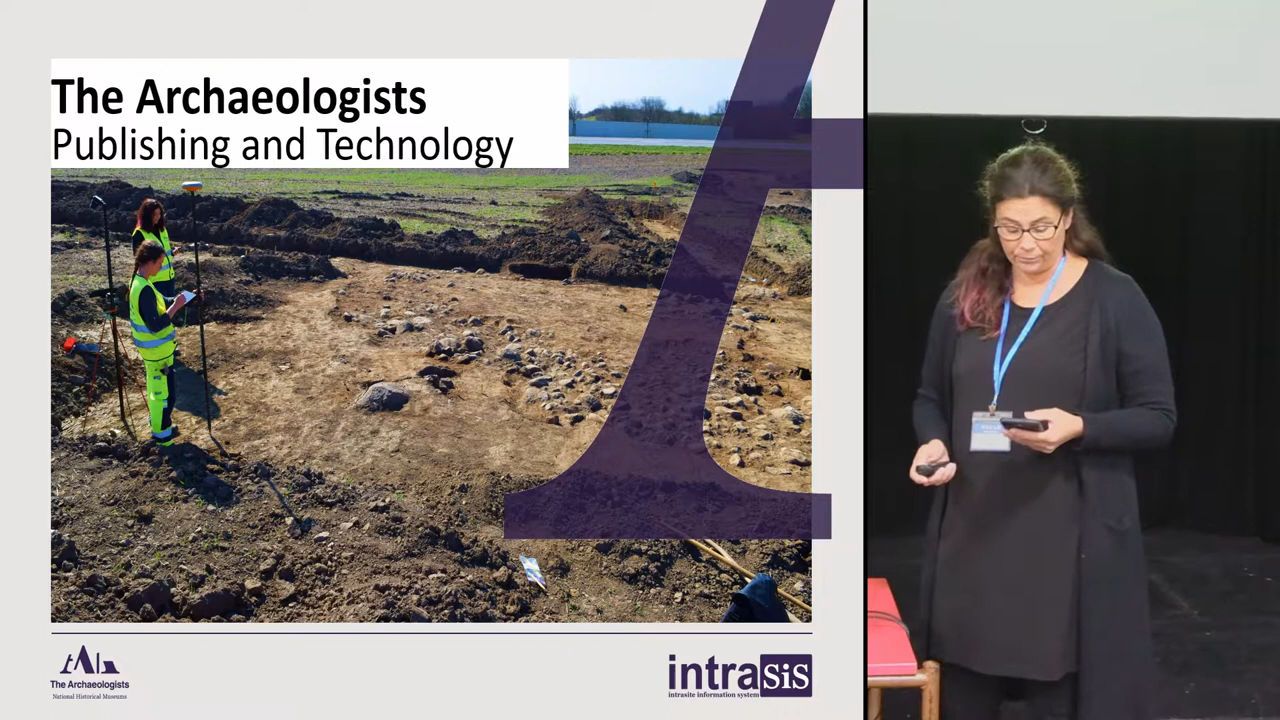 The Archaeologists
Publishing and Technology
The Archaeologists
National Historical Museums
intrasis
intrasite information system